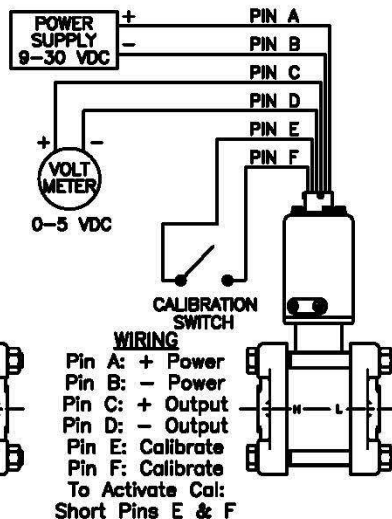 POWER
SUPPLY
9-30 VDC
+
-
PIN A
PIN B
PIN C
PIN D
PIN E
PIN F
+
-
VOLT
METER
0-5 VDC
CALIBRATION
SWITCH
H
L
WIRING
Pin A: + Power
Pin B: - Power
Pin C: + Output
Pin D: - Output
Pin E: Calibrate
Pin F: Calibrate
To Activate Cal:
Short Pins E & F